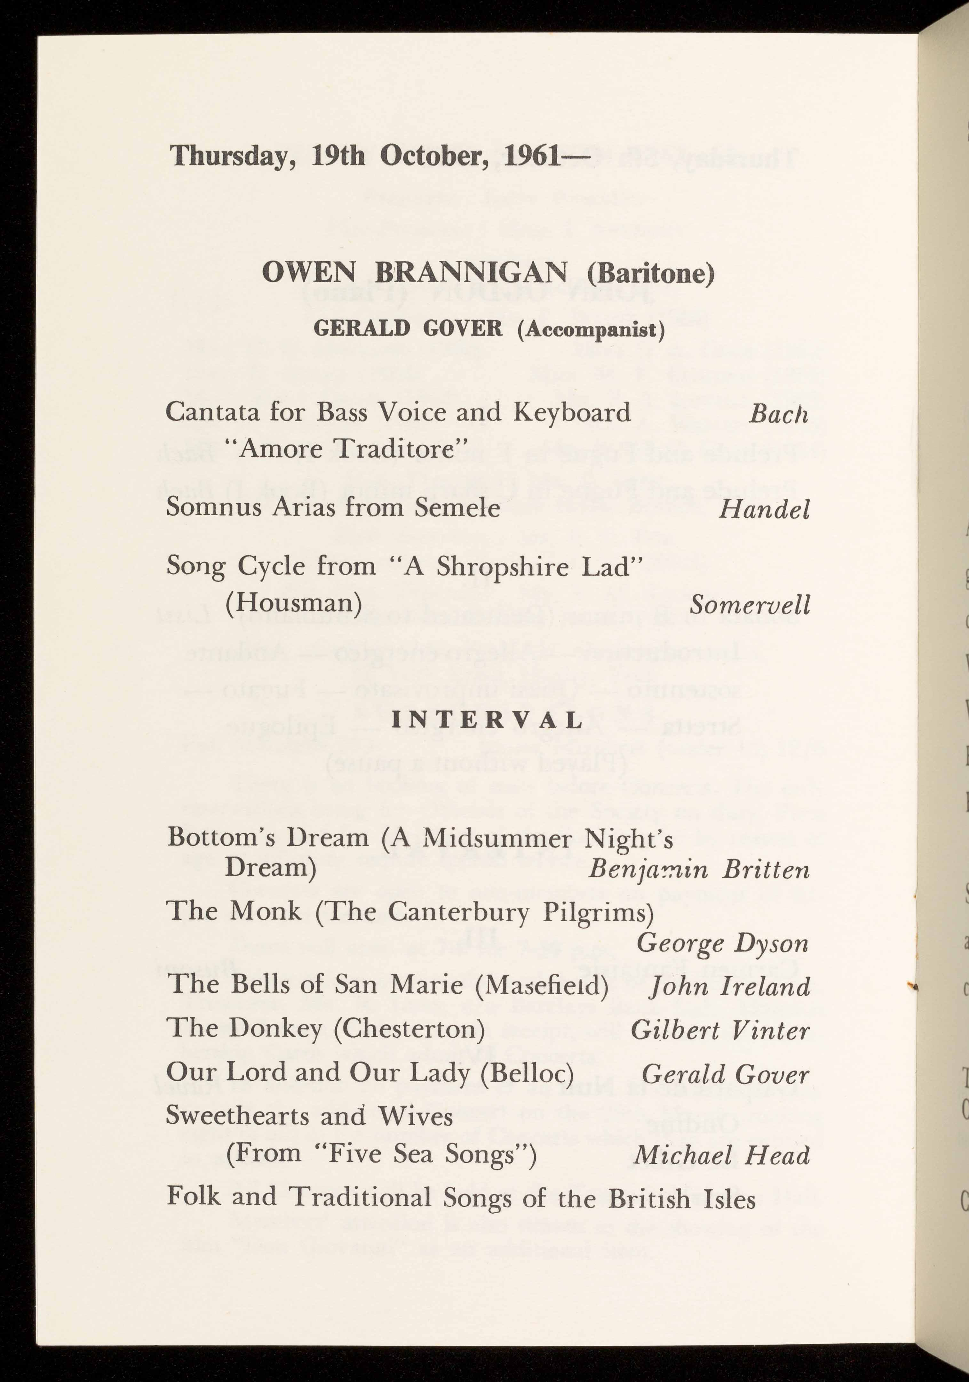 Thursday, 19th October, 1961—
OWEN BRANNIGAN (Baritone)
GERALD GOVER (Accompanist)
Cantata for Bass Voice and Keyboard Bach
“Amore Traditore”
Somnus Arias from Semele Handel
Song Cycle from “A Shropshire Lad”
(Housman) Somervell
INTERVAL
Bottom’s Dream (A Midsummer Night’s
Dream) Benjamin Britten
The Monk (The Canterbury Pilgrims)
George Dyson
The Bells of San Marie (Masefield) John Ireland
The Donkey (Chesterton) Gilbert Vinter
Our Lord and Our Lady (Belloc) Gerald Gover
Sweethearts and Wives
(From “Five Sea Songs”) Michael Head
Folk and Traditional Songs of the British Isles